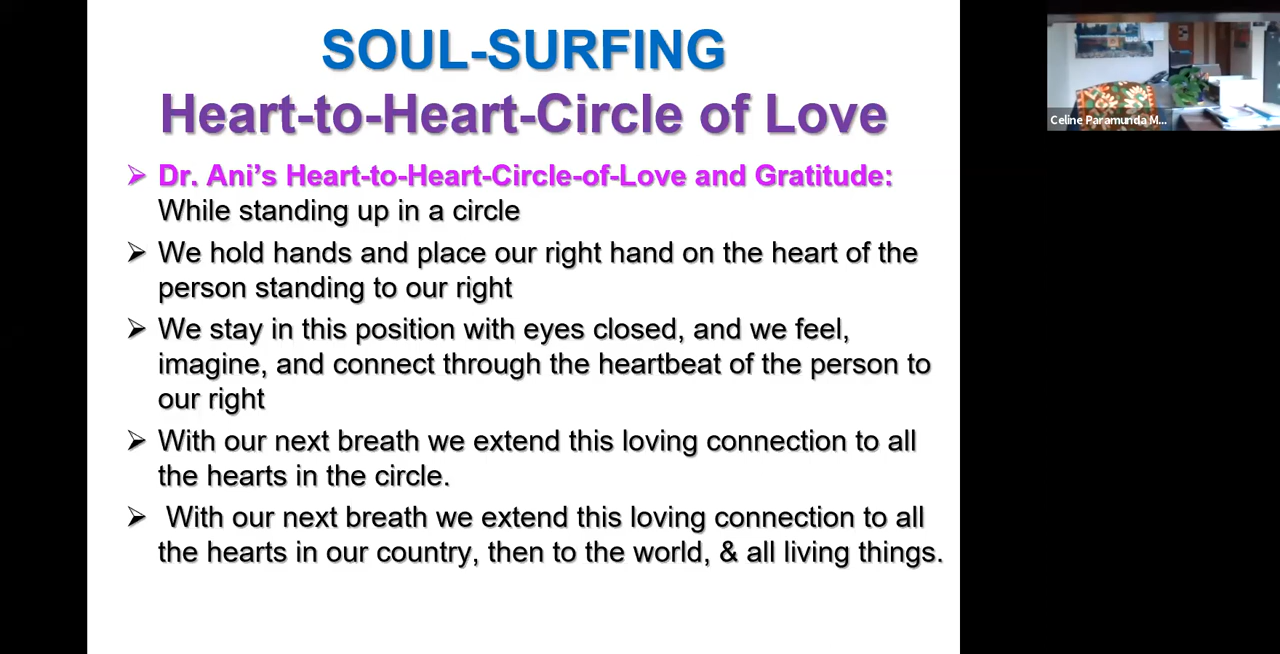 SOUL-SURFING
Heart-to-Heart-Circle of Love
➢ Dr. Ani’s Heart-to-Heart-Circle-of-Love and Gratitude:
While standing up in a circle
➢ We hold hands and place our right hand on the heart of the
person standing to our right
➢ We stay in this position with eyes closed, and we feel,
imagine, and connect through the heartbeat of the person to
our right
➢ With our next breath we extend this loving connection to all
the hearts in the circle.
➢ With our next breath we extend this loving connection to all
the hearts in our country, then to the world, & all living things.
Celine Paramunda M...